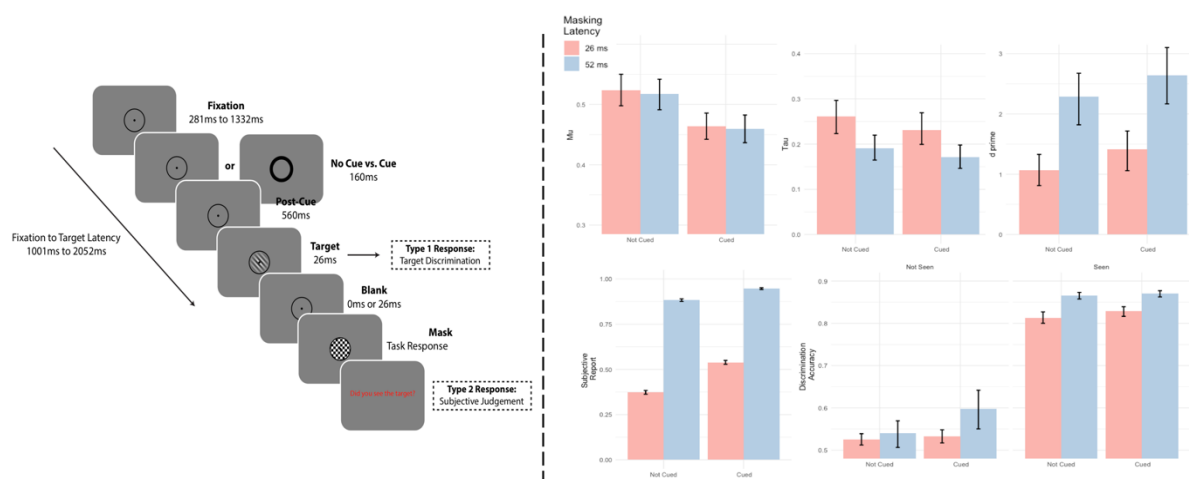 Fixation
281ms to 1332ms
or
No Cue vs. Cue
160ms
Post-Cue
560ms
Fixation to Target Latency
1001ms to 2052ms
Target
26ms
Type 1 Response:
Target Discrimination
Blank
0ms or 26ms
Mask
Task Response
Did you see the target?
Type 2 Response:
Subjective Judgement
Masking
Latency
26 ms
52 ms
Mu
0.5
0.4
0.3
Not Cued
Cued
Tau
0.4
0.3
0.2
0.1
0.0
Not Cued
Cued
d prime
3
2
1
0
Not Cued
Cued
Subjective
Report
1.00
0.75
0.50
0.25
0.00
Not Cued
Cued
Discrimination
Accuracy
Not Seen
Seen
0.9
0.8
0.7
0.6
0.5
Not Cued
Cued
Not Cued
Cued